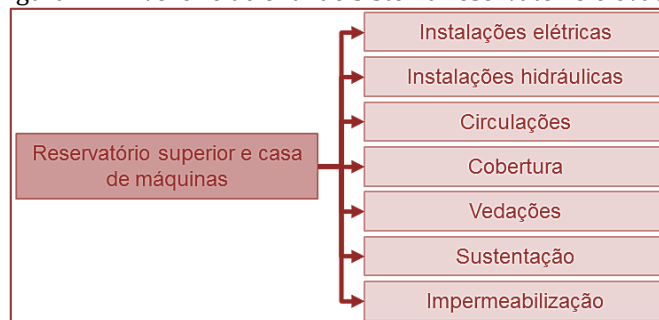 Instalações elétricas
Instalações hidráulicas
Circulações
Reservatório superior e casa
de máquinas
Cobertura
Vedações
Sustentação
Impermeabilização